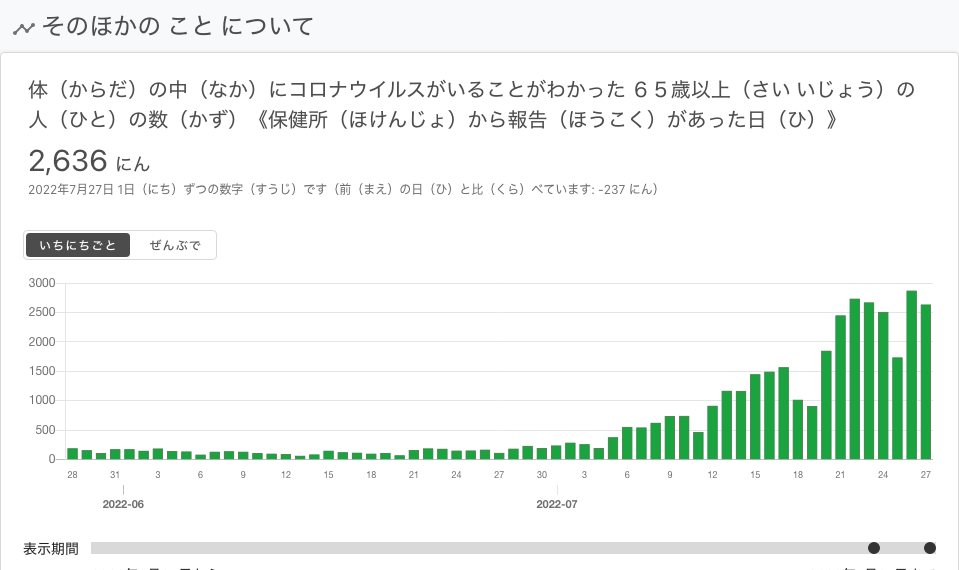 そのほかの こと について
体（からだ）の中（なか）にコロナウイルスがいることがわかった ６５歳以上（さい いじょう）の
人（ひと）の数（かず）《保健所（ほけんじょ）から報告（ほうこく）があった日（ひ）》
2,636 にん
2022年7月27日 1日（にち）ずつの数字（すうじ）です（前（まえ）の日（ひ）と比（くら）べています: -237 にん）
いちにちごと ぜんぶで
3000
2500
2000
1500
1000
500
0
28 31 3 6 9 12 15 18 21 24 27 30 3 6 9 12 15 18 21 24 27
2022-06 2022-07
表示期間